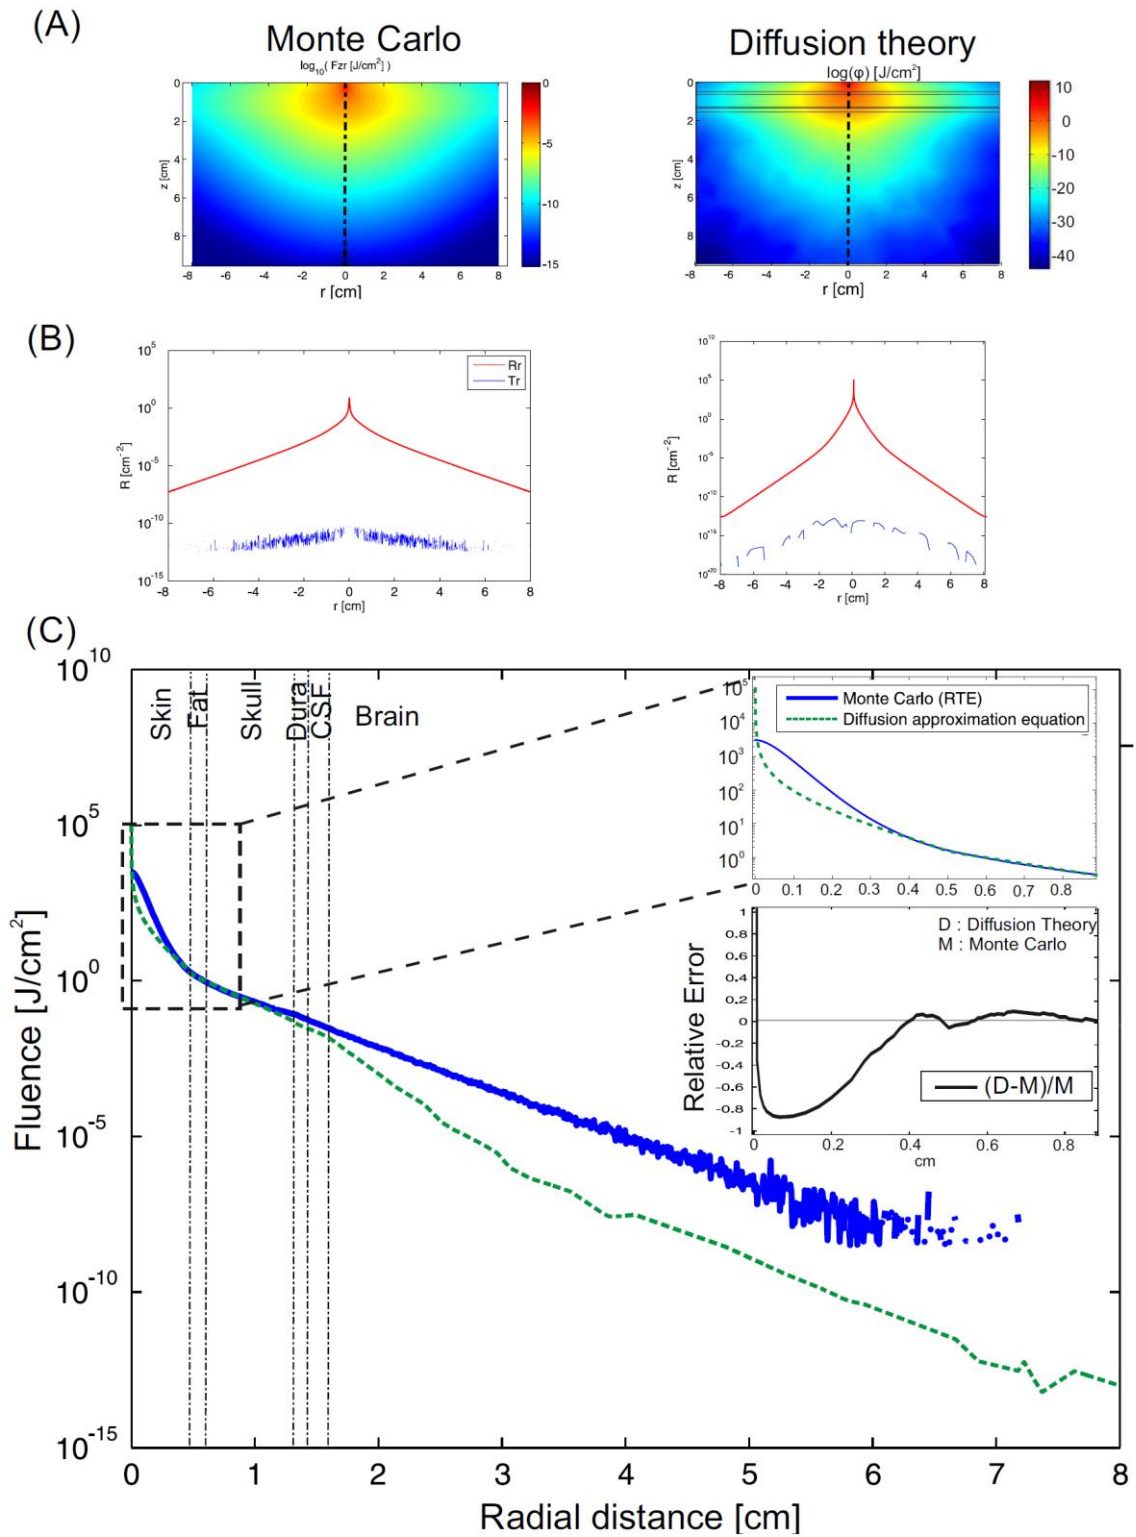 (A)
Monte Carlo
log10( Fzr [J/cm2] )
Diffusion theory
log(φ) [J/cm2]
0
2
4
6
8
z [cm]
-8 -6 -4 -2 0 2 4 6 8
r [cm]
0
-5
-10
-15
0
2
4
6
8
z [cm]
-8 -6 -4 -2 0 2 4 6 8
r [cm]
10
0
-10
-20
-30
-40
(B)
10^5
10^0
10^-5
10^-10
10^-15
R [cm^-2]
Rr
Tr
-8 -6 -4 -2 0 2 4 6 8
r [cm]
10^10
10^5
10^0
10^-5
10^-10
10^-15
10^-20
R [cm^-2]
-8 -6 -4 -2 0 2 4 6 8
r [cm]
(C)
10^10
10^5
10^0
10^-5
10^-10
10^-15
Fluence [J/cm2]
Skin
Fat
Skull
Dura
CSF
Brain
10^5
10^4
10^3
10^2
10^1
10^0
Monte Carlo (RTE)
Diffusion approximation equation
0 0.1 0.2 0.3 0.4 0.5 0.6 0.7 0.8
D : Diffusion Theory
M : Monte Carlo
Relative Error
1
0.8
0.6
0.4
0.2
0
-0.2
-0.4
-0.6
-0.8
-1
(D-M)/M
0 0.2 0.4 0.6 0.8
cm
0 1 2 3 4 5 6 7 8
Radial distance [cm]